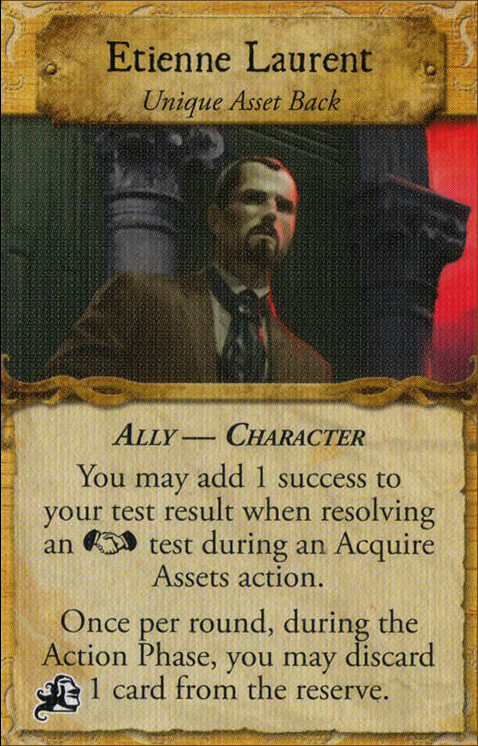 Etienne Laurent
Unique Asset Back
ALLY — CHARACTER
You may add 1 success to
your test result when resolving
an test during an Acquire
Assets action.
Once per round, during the
Action Phase, you may discard
1 card from the reserve.